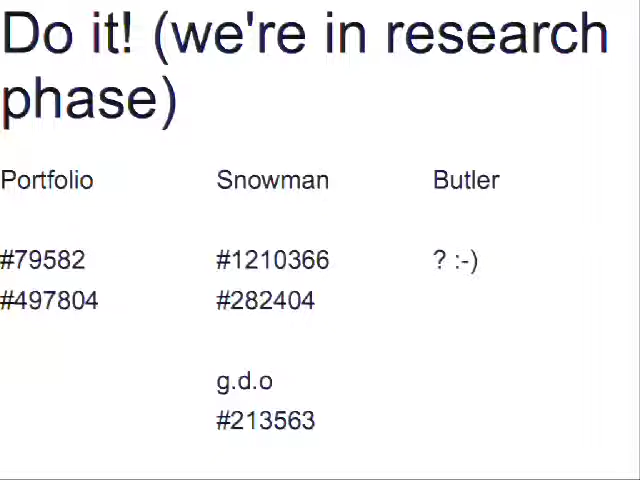 Do it! (we're in research
phase)
Portfolio
#79582
#497804
Snowman
#1210366
#282404
g.d.o
#213563
Butler
? :-)